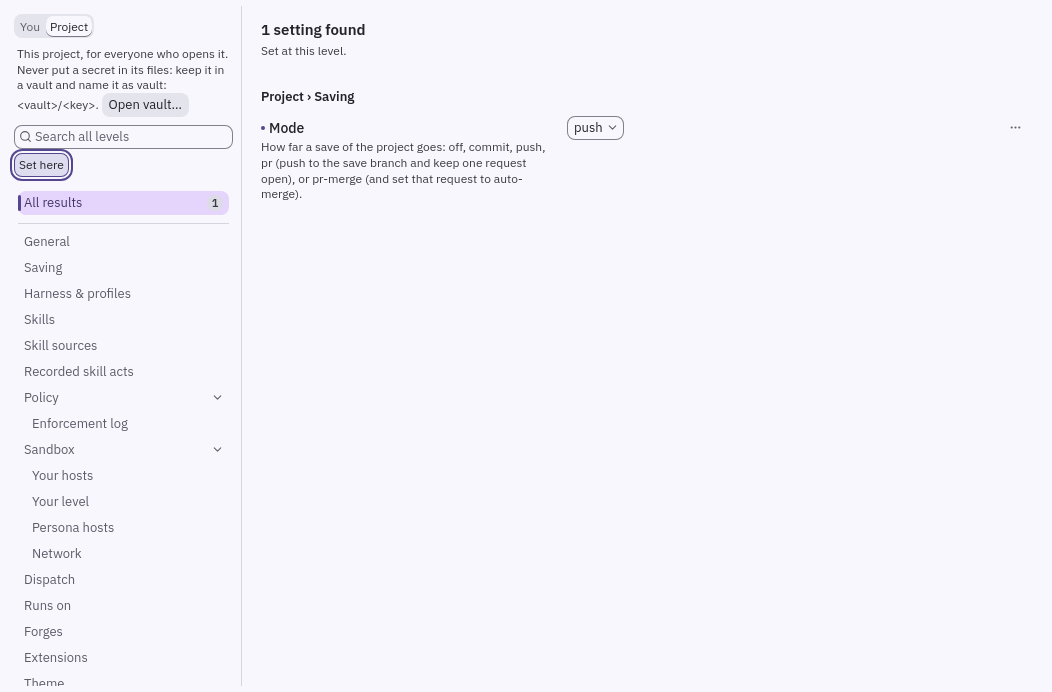 You Project
This project, for everyone who opens it.
Never put a secret in its files: keep it in
a vault and name it as vault:
<vault>/<key>. Open vault...
Search all levels
Set here
All results 1
General
Saving
Harness & profiles
Skills
Skill sources
Recorded skill acts
Policy
Enforcement log
Sandbox
Your hosts
Your level
Persona hosts
Network
Dispatch
Runs on
Forges
Extensions
Theme
1 setting found
Set at this level.
Project › Saving
• Mode
push
How far a save of the project goes: off, commit, push,
pr (push to the save branch and keep one request
open), or pr-merge (and set that request to auto-
merge).